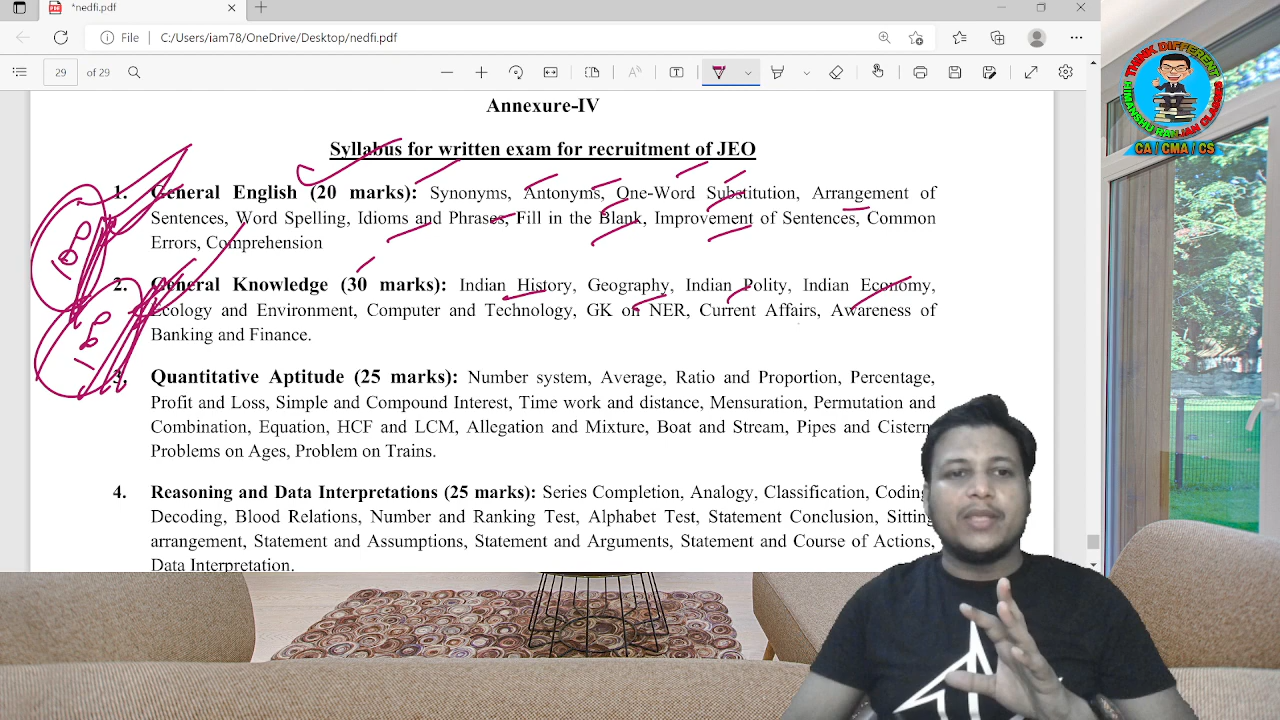 *nedfi.pdf
File
C:/Users/iam78/OneDrive/Desktop/nedfi.pdf
29 of 29
Annexure-IV
Syllabus for written exam for recruitment of JEO
1. General English (20 marks): Synonyms, Antonyms, One-Word Substitution, Arrangement of
Sentences, Word Spelling, Idioms and Phrases, Fill in the Blank, Improvement of Sentences, Common
Errors, Comprehension
2. General Knowledge (30 marks): Indian History, Geography, Indian Polity, Indian Economy,
Ecology and Environment, Computer and Technology, GK on NER, Current Affairs, Awareness of
Banking and Finance.
3. Quantitative Aptitude (25 marks): Number system, Average, Ratio and Proportion, Percentage,
Profit and Loss, Simple and Compound Interest, Time work and distance, Mensuration, Permutation and
Combination, Equation, HCF and LCM, Allegation and Mixture, Boat and Stream, Pipes and Cistern,
Problems on Ages, Problem on Trains.
4. Reasoning and Data Interpretations (25 marks): Series Completion, Analogy, Classification, Coding
Decoding, Blood Relations, Number and Ranking Test, Alphabet Test, Statement Conclusion, Sitting
arrangement, Statement and Assumptions, Statement and Arguments, Statement and Course of Actions,
Data Interpretation.
THINK DIFFERENT
HIMANSHU RANJAN CLASSES
CA / CMA / CS